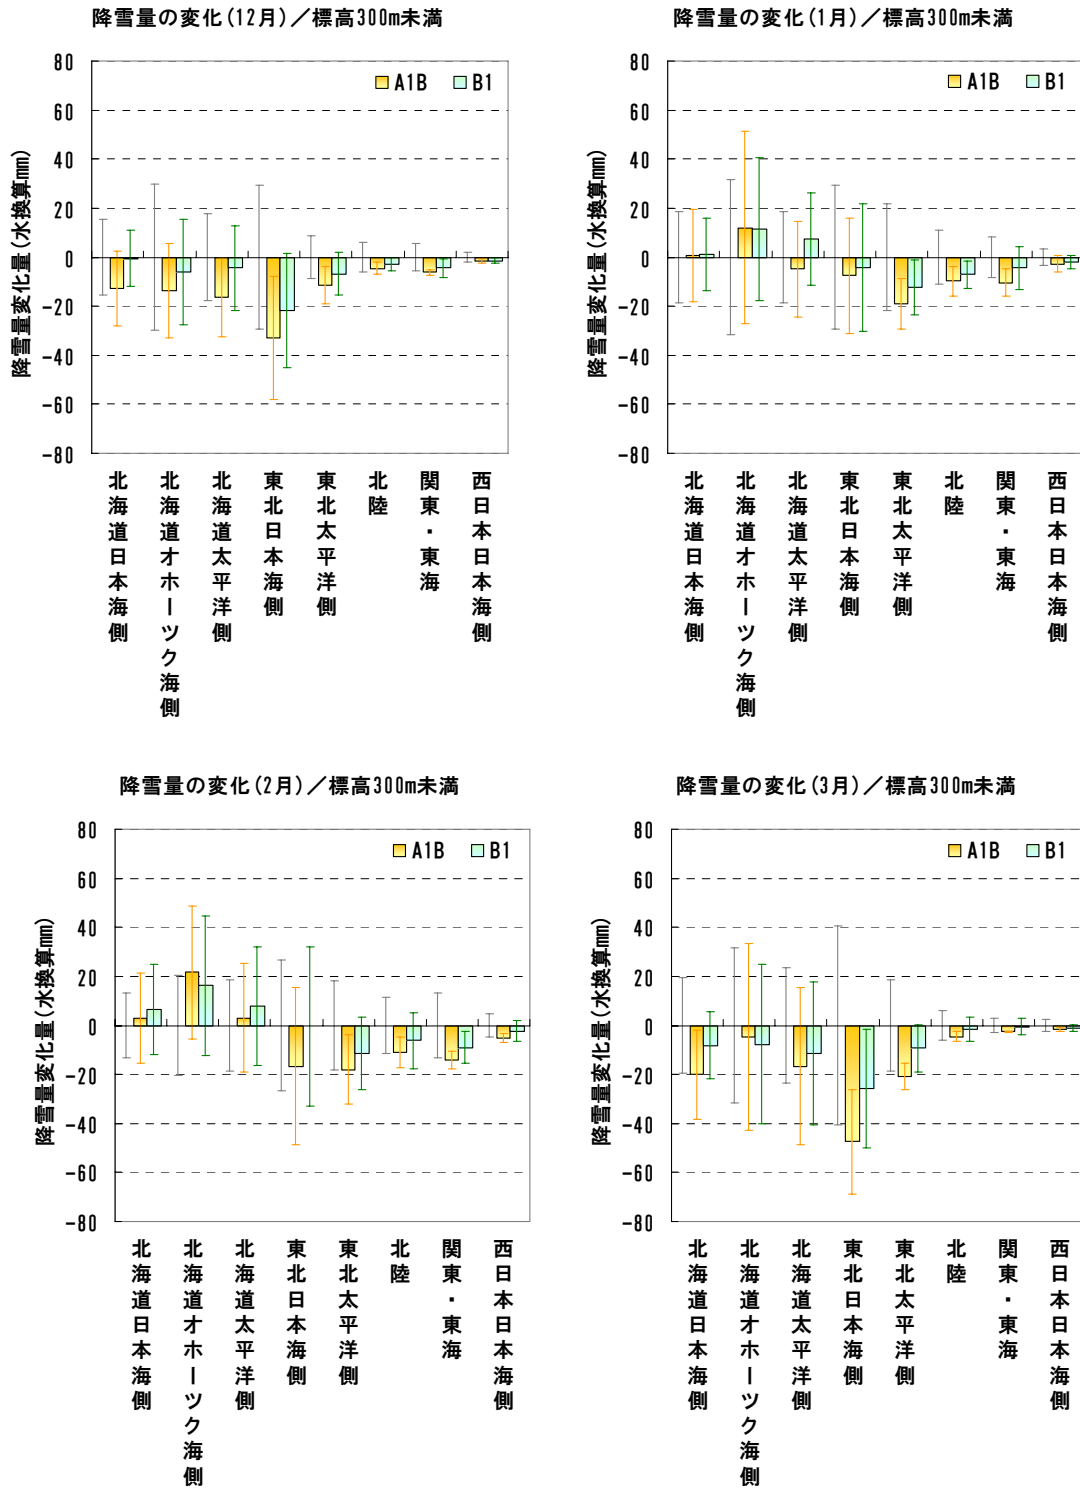 降雪量の変化(12月)／標高300m未満
A1B B1
降雪量変化量(水換算mm)
80
60
40
20
0
-20
-40
-60
-80
北海道日本海側
北海道オホーツク海側
北海道太平洋側
東北日本海側
東北太平洋側
北陸
関東・東海
西日本日本海側
降雪量の変化(1月)／標高300m未満
A1B B1
降雪量変化量(水換算mm)
80
60
40
20
0
-20
-40
-60
-80
北海道日本海側
北海道オホーツク海側
北海道太平洋側
東北日本海側
東北太平洋側
北陸
関東・東海
西日本日本海側
降雪量の変化(2月)／標高300m未満
A1B B1
降雪量変化量(水換算mm)
80
60
40
20
0
-20
-40
-60
-80
北海道日本海側
北海道オホーツク海側
北海道太平洋側
東北日本海側
東北太平洋側
北陸
関東・東海
西日本日本海側
降雪量の変化(3月)／標高300m未満
A1B B1
降雪量変化量(水換算mm)
80
60
40
20
0
-20
-40
-60
-80
北海道日本海側
北海道オホーツク海側
北海道太平洋側
東北日本海側
東北太平洋側
北陸
関東・東海
西日本日本海側